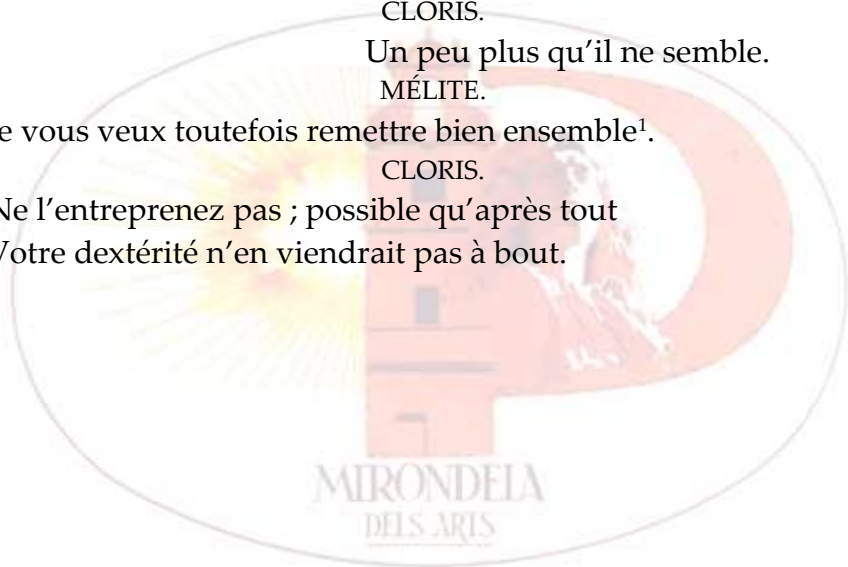 CLORIS.
Un peu plus qu’il ne semble.
MÉLITE.
e vous veux toutefois remettre bien ensemble¹.
CLORIS.
Ne l’entreprenez pas ; possible qu’après tout
Votre dextérité n’en viendrait pas à bout.
MIRONDELA
DELS ARTS